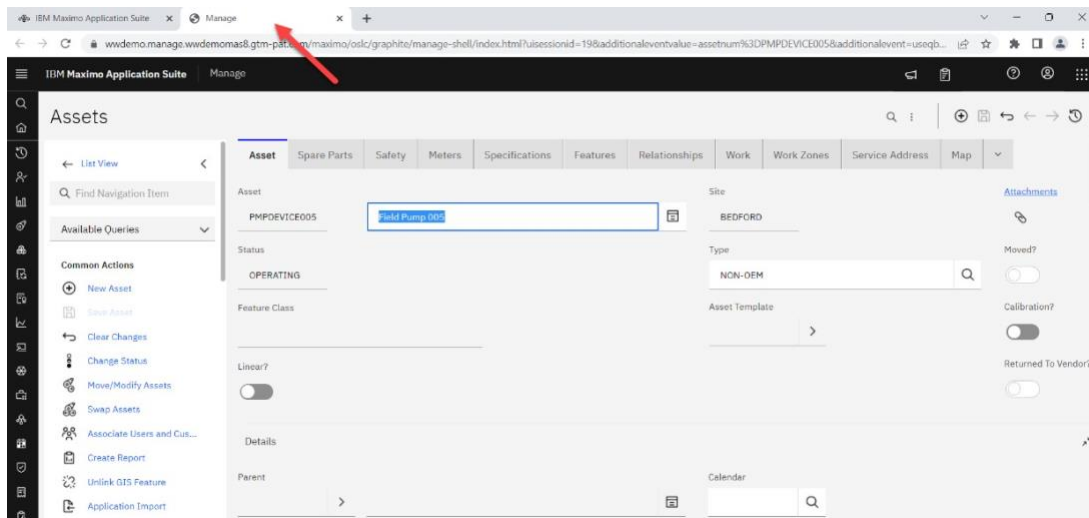 IBM Maximo Application Suite
Manage
wwdemo.manage.wwdemomas8.gtm-pat.com/maximo/oslc/graphite/manage-shell/index.html?uisessionid=198&additionaleventvalue=assetnum%3DPMPDEVICE005&additionalevent=useqb...
IBM Maximo Application Suite Manage
Assets
List View
Find Navigation Item
Available Queries
Common Actions
New Asset
Save Asset
Clear Changes
Change Status
Move/Modify Assets
Swap Assets
Associate Users and Cus...
Create Report
Unlink GIS Feature
Application Import
Asset Spare Parts Safety Meters Specifications Features Relationships Work Work Zones Service Address Map
Asset
PMPDEVICE005 Field Pump 005
Site
BEDFORD
Attachments
Status
OPERATING
Type
NON-OEM
Moved?
Feature Class
Asset Template
Calibration?
Linear?
Returned To Vendor?
Details
Parent
Calendar